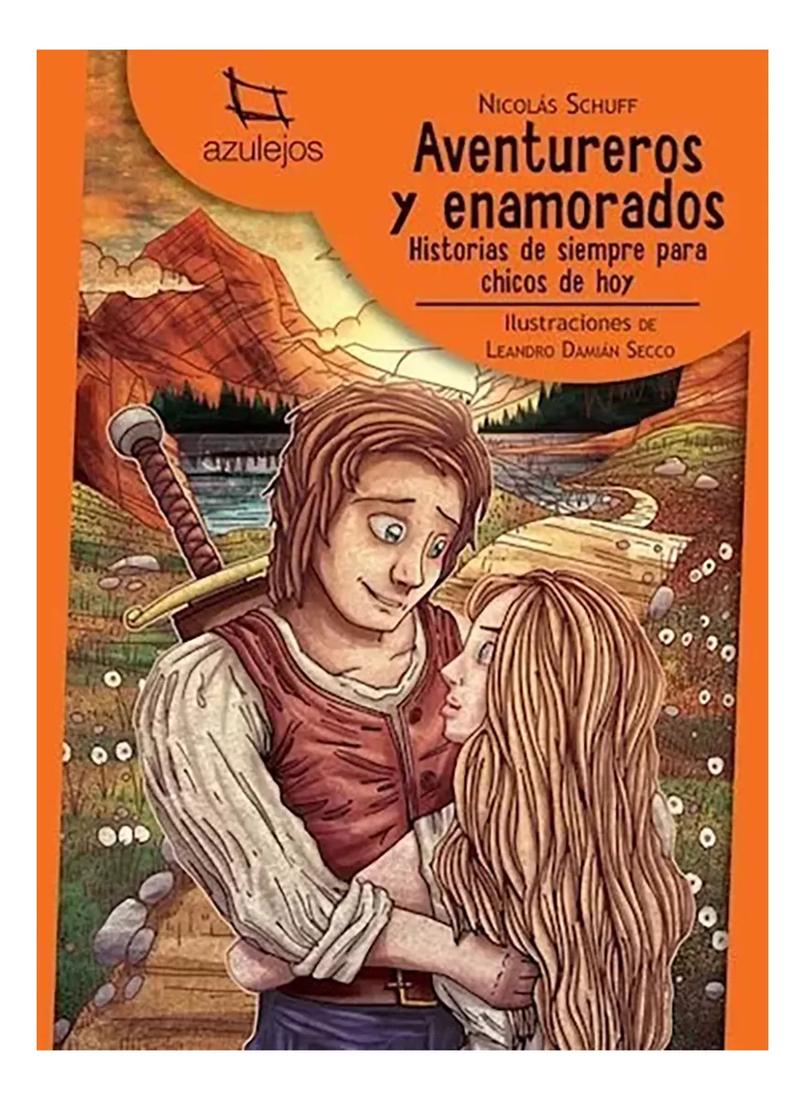 azulejos
Nicolás Schuff
Aventureros
y enamorados
Historias de siempre para
chicos de hoy
Ilustraciones de
Leandro Damián Secco